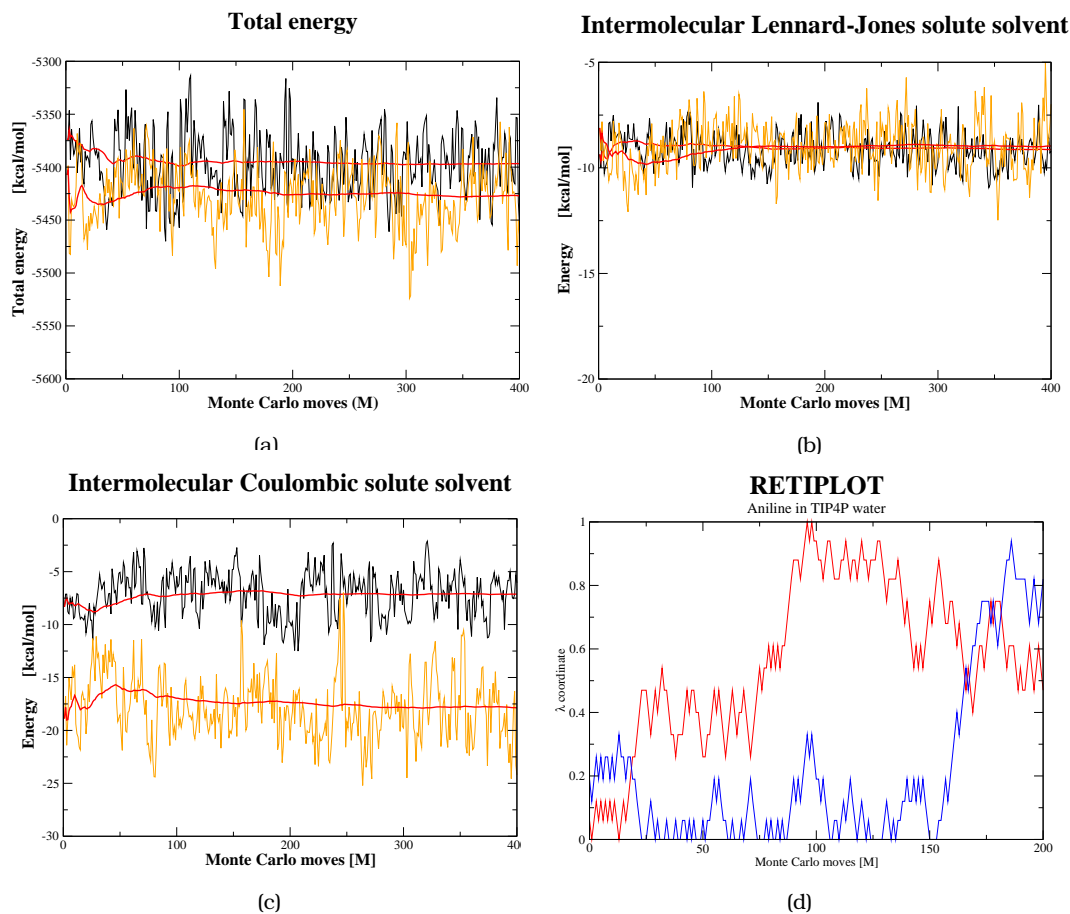 Total energy
-5300
-5350
-5400
-5450
-5500
-5550
-5600
Total energy [kcal/mol]
0 100 200 300 400
Monte Carlo moves (M)
(a)
Intermolecular Lennard-Jones solute solvent
-5
-10
-15
-20
Energy [kcal/mol]
0 100 200 300 400
Monte Carlo moves [M]
(b)
Intermolecular Coulombic solute solvent
0
-5
-10
-15
-20
-25
-30
Energy [kcal/mol]
0 100 200 300 400
Monte Carlo moves [M]
(c)
RETIPLOT
Aniline in TIP4P water
1
0.8
0.6
0.4
0.2
0
λ coordinate
0 50 100 150 200
Monte Carlo moves [M]
(d)